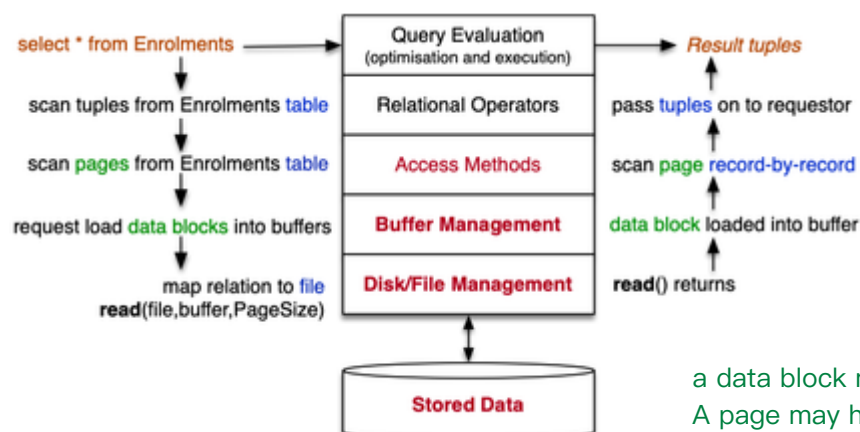 select * from Enrolments
Query Evaluation
(optimisation and execution)
Result tuples
scan tuples from Enrolments table
Relational Operators
pass tuples on to requestor
scan pages from Enrolments table
Access Methods
scan page record-by-record
request load data blocks into buffers
Buffer Management
data block loaded into buffer
map relation to file
read(file,buffer,PageSize)
Disk/File Management
read() returns
Stored Data
a data block
A page may